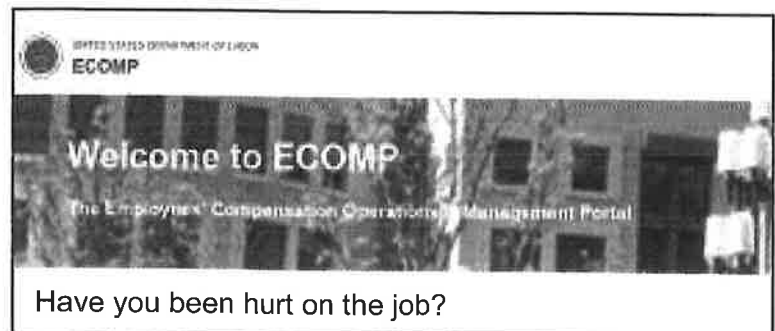 UNITED STATES DEPARTMENT OF LABOR
ECOMP
Welcome to ECOMP
The Employees' Compensation Operations & Management Portal
Have you been hurt on the job?